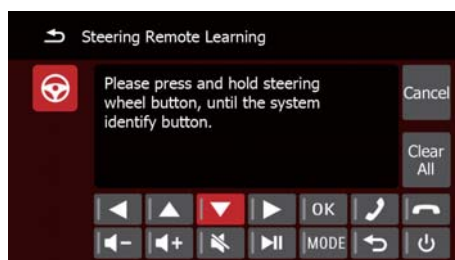 Steering Remote Learning
Please press and hold steering
wheel button, until the system
identify button.
Cancel
Clear
All
OK
MODE